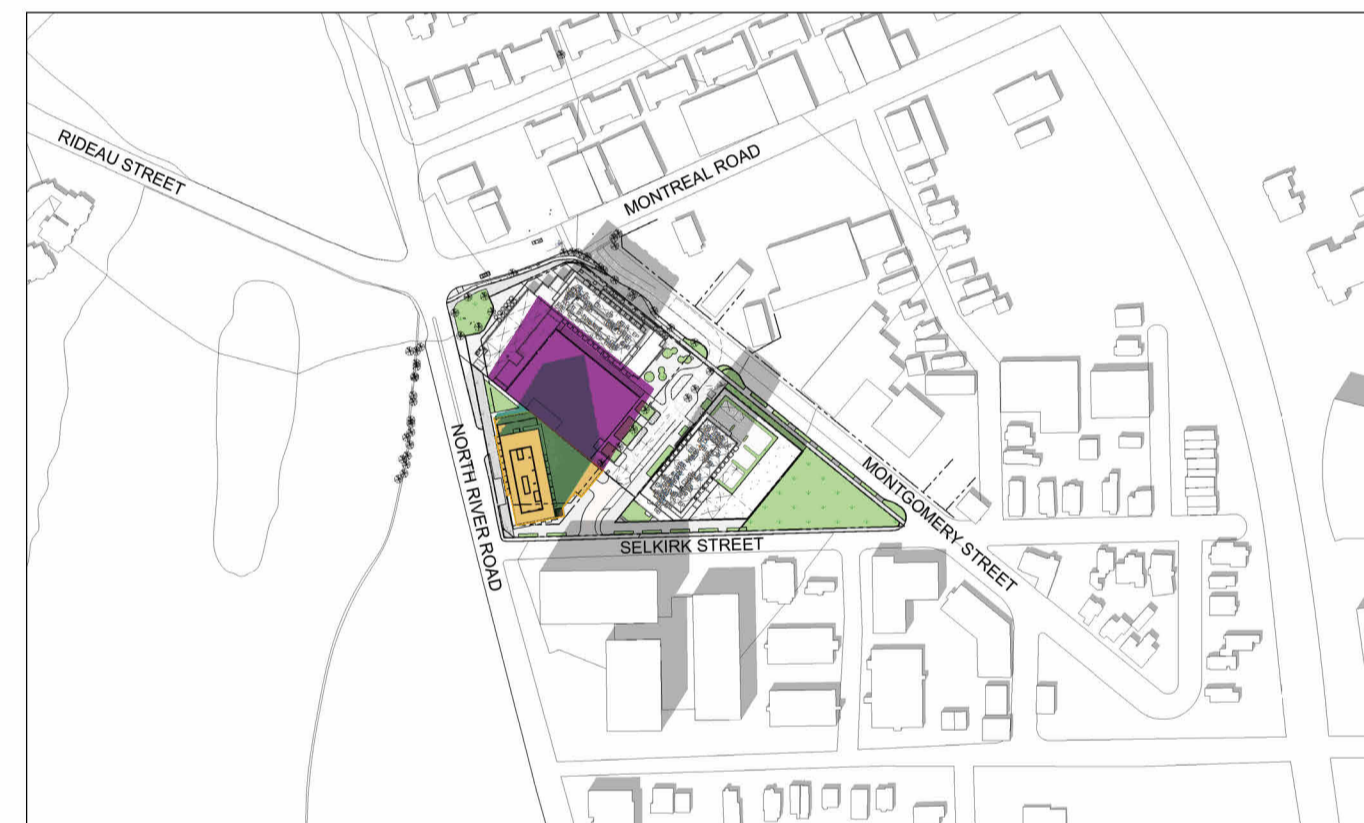 RIDEAU STREET
MONTREAL ROAD
NORTH RIVER ROAD
MONTGOMERY STREET
SELKIRK STREET